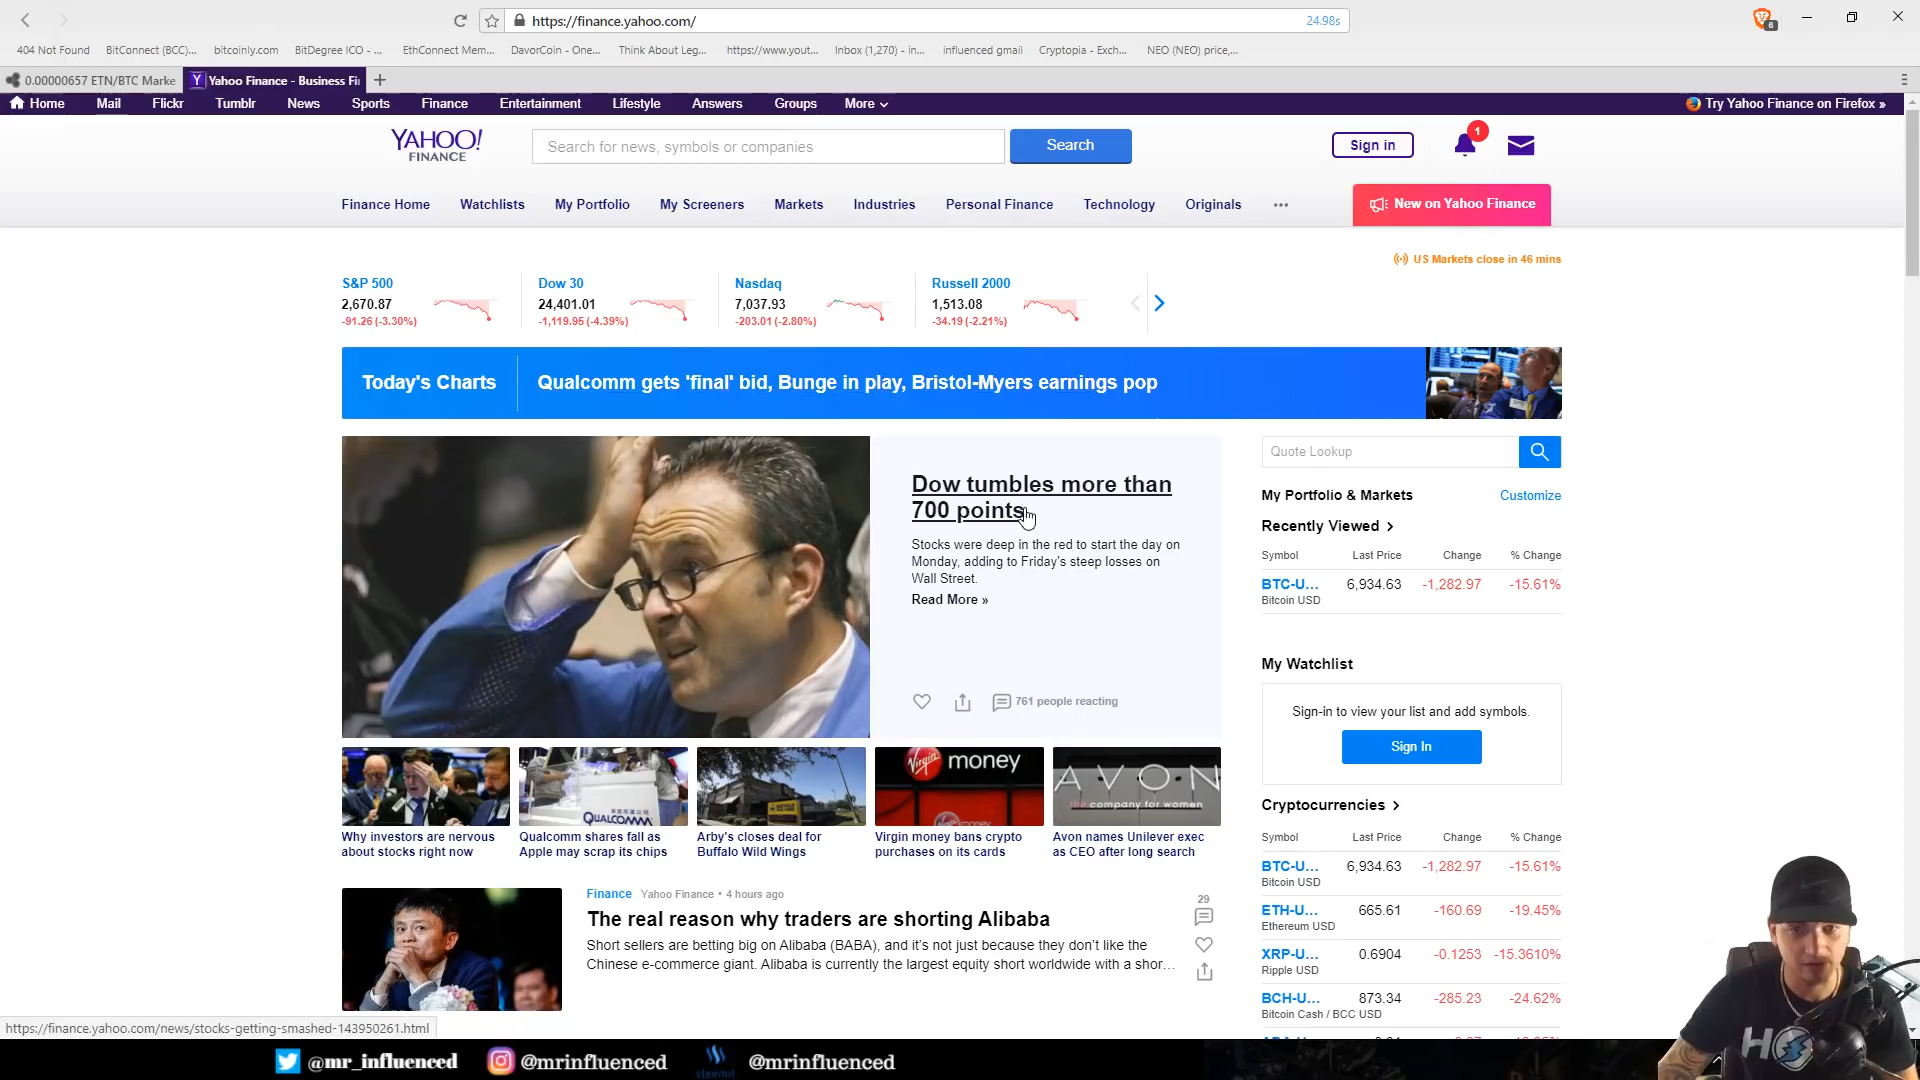 https://finance.yahoo.com/
24.98s
6
404 Not Found
BitConnect (BCC)...
bitcoinly.com
BitDegree ICO - ...
EthConnect Mem...
DavorCoin - One...
Think About Leg...
https://www.yout...
Inbox (1,270) - in...
influenced gmail
Cryptopia - Exch...
NEO (NEO) price,...
0.00000657 ETN/BTC Marke
Yahoo Finance - Business Fi
Home
Mail
Flickr
Tumblr
News
Sports
Finance
Entertainment
Lifestyle
Answers
Groups
More
Try Yahoo Finance on Firefox »
YAHOO!
FINANCE
Search for news, symbols or companies
Search
Sign in
1
Finance Home
Watchlists
My Portfolio
My Screeners
Markets
Industries
Personal Finance
Technology
Originals
New on Yahoo Finance
US Markets close in 46 mins
S&P 500
2,670.87
-91.26 (-3.30%)
Dow 30
24,401.01
-1,119.95 (-4.39%)
Nasdaq
7,037.93
-203.01 (-2.80%)
Russell 2000
1,513.08
-34.19 (-2.21%)
Today's Charts
Qualcomm gets 'final' bid, Bunge in play, Bristol-Myers earnings pop
Dow tumbles more than
700 points
Stocks were deep in the red to start the day on
Monday, adding to Friday's steep losses on
Wall Street.
Read More »
761 people reacting
Quote Lookup
My Portfolio & Markets
Customize
Recently Viewed
Symbol Last Price Change % Change
BTC-U... 6,934.63 -1,282.97 -15.61%
Bitcoin USD
My Watchlist
Sign-in to view your list and add symbols.
Sign In
QUALCOMM
Virgin money
AVON
the company for women
Why investors are nervous
about stocks right now
Qualcomm shares fall as
Apple may scrap its chips
Arby's closes deal for
Buffalo Wild Wings
Virgin money bans crypto
purchases on its cards
Avon names Unilever exec
as CEO after long search
Cryptocurrencies
Symbol Last Price Change % Change
BTC-U... 6,934.63 -1,282.97 -15.61%
Bitcoin USD
ETH-U... 665.61 -160.69 -19.45%
Ethereum USD
XRP-U... 0.6904 -0.1253 -15.3610%
Ripple USD
BCH-U... 873.34 -285.23 -24.62%
Bitcoin Cash / BCC USD
Finance Yahoo Finance • 4 hours ago
The real reason why traders are shorting Alibaba
Short sellers are betting big on Alibaba (BABA), and it's not just because they don't like the
Chinese e-commerce giant. Alibaba is currently the largest equity short worldwide with a shor...
29
https://finance.yahoo.com/news/stocks-getting-smashed-143950261.html
@mr_influenced
@mrinfluenced
steemit
@mrinfluenced
H